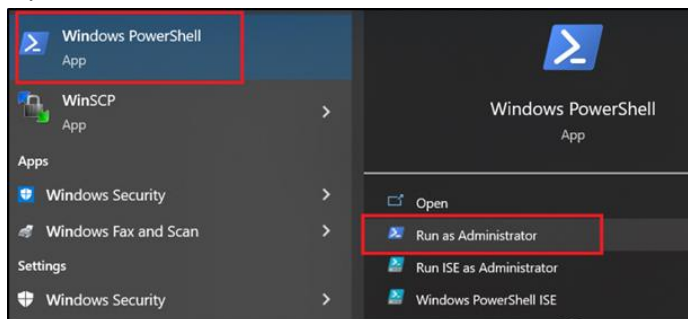 Windows PowerShell
App
WinSCP
App
Apps
Windows Security
Windows Fax and Scan
Settings
Windows Security
Windows PowerShell
App
Open
Run as Administrator
Run ISE as Administrator
Windows PowerShell ISE